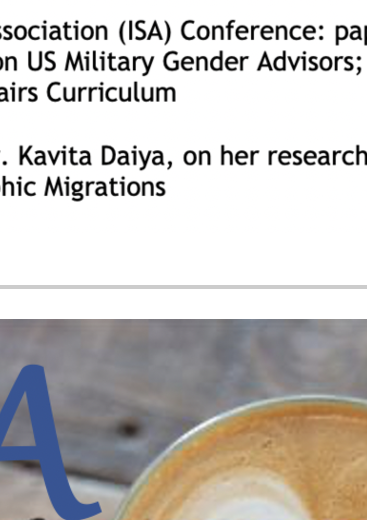 ssociation (ISA) Conference: pap
on US Military Gender Advisors;
airs Curriculum
. Kavita Daiya, on her research
hic Migrations
A